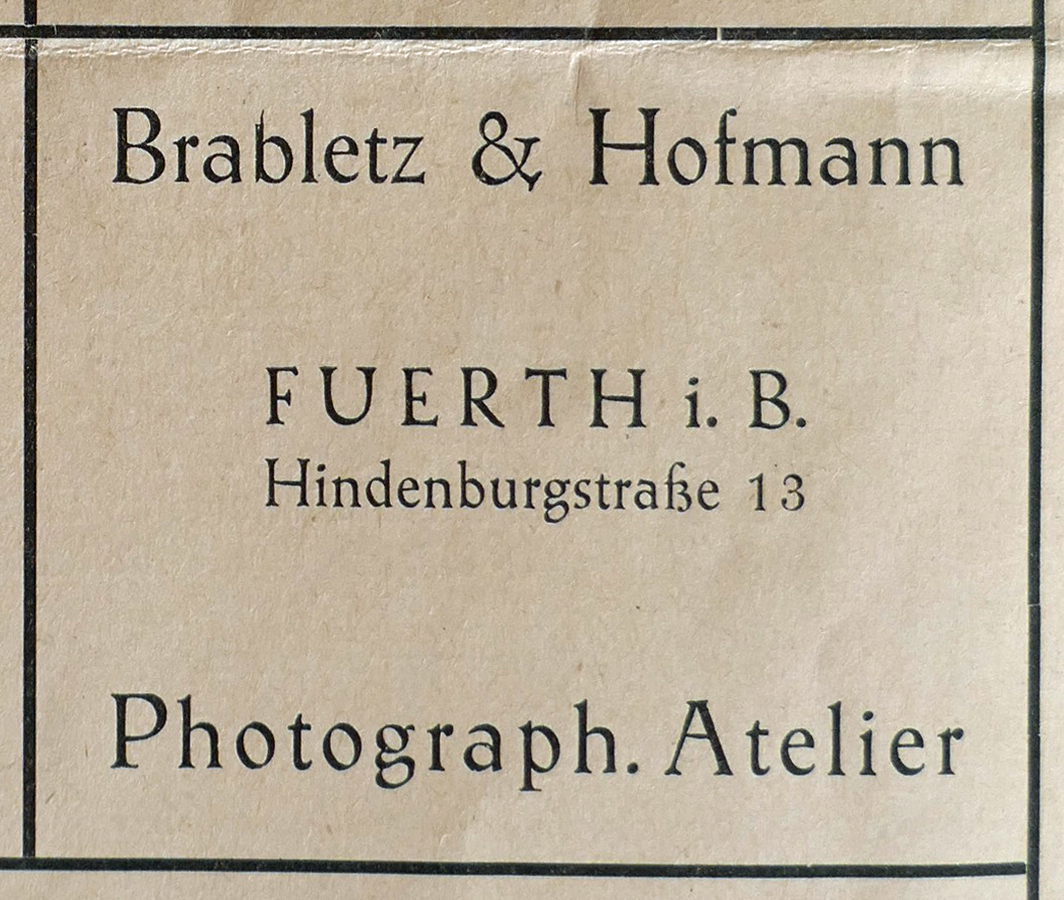 Brabletz & Hofmann
FUERTH i. B.
Hindenburgstraße 13
Photograph. Atelier